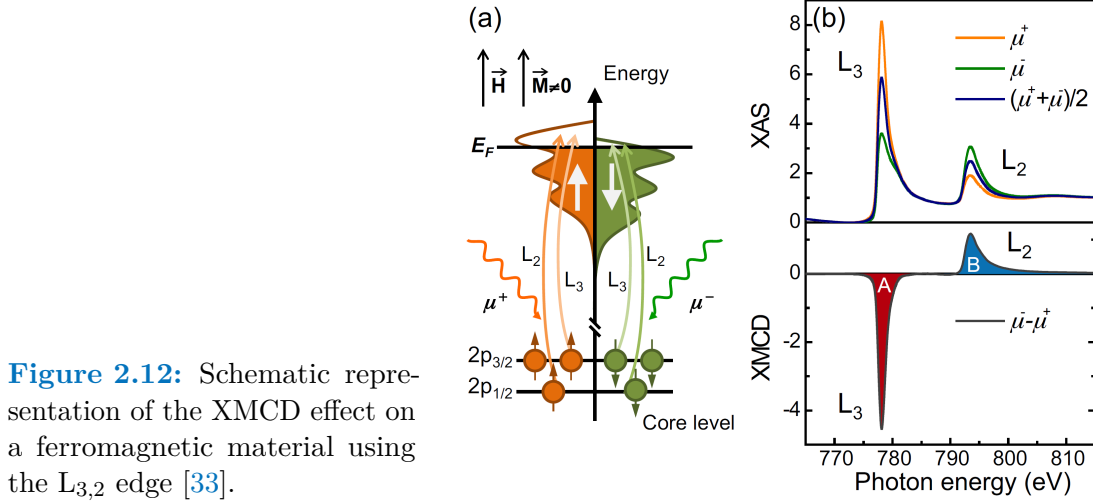 Figure 2.12: Schematic repre-
sentation of the XMCD effect on
a ferromagnetic material using
the L3,2 edge [33].
(a)
H⃗ M⃗≠0
Energy
E_F
L2
L3
L3
L2
μ+
μ−
2p3/2
2p1/2
Core level
(b)
XAS
8
6
4
2
0
L3
L2
μ+
μ-
(μ++μ-)/2
XMCD
0
-2
-4
A
B
L2
L3
μ--μ+
770 780 790 800 810
Photon energy (eV)